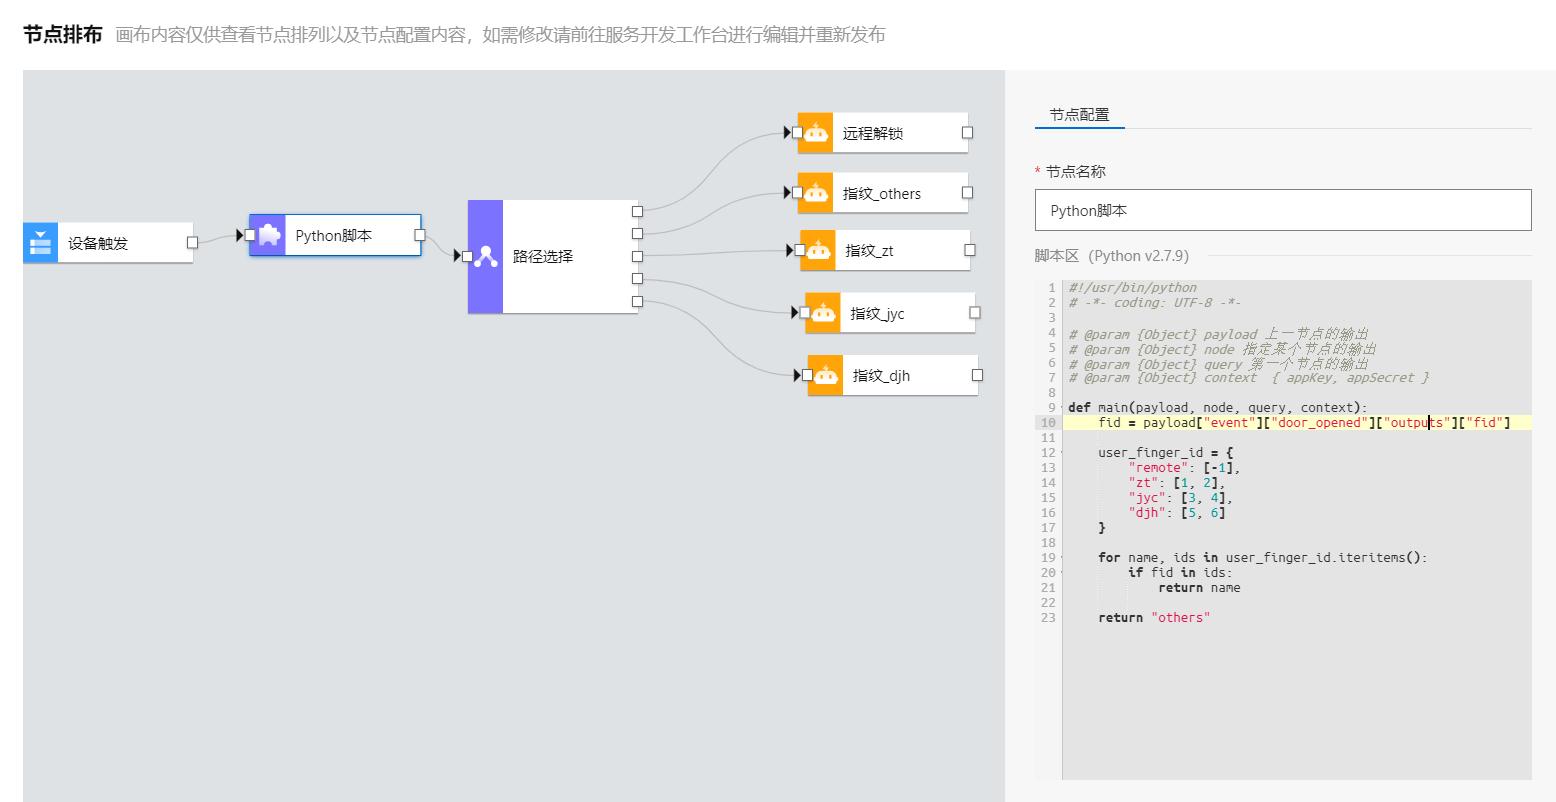 节点排布 画布内容仅供查看节点排列以及节点配置内容，如需修改请前往服务开发工作台进行编辑并重新发布
设备触发
Python脚本
路径选择
远程解锁
指纹_others
指纹_zt
指纹_jyc
指纹_djh
节点配置
* 节点名称
Python脚本
脚本区（Python v2.7.9）
1 #!/usr/bin/python
2 # -*- coding: UTF-8 -*-
3
4 # @param {Object} payload 上一节点的输出
5 # @param {Object} node 指定某个节点的输出
6 # @param {Object} query 第一个节点的输出
7 # @param {Object} context  { appKey, appSecret }
8
9 def main(payload, node, query, context):
10     fid = payload["event"]["door_opened"]["outputs"]["fid"]
11
12     user_finger_id = {
13         "remote": [-1],
14         "zt": [1, 2],
15         "jyc": [3, 4],
16         "djh": [5, 6]
17     }
18
19     for name, ids in user_finger_id.iteritems():
20         if fid in ids:
21             return name
22
23     return "others"